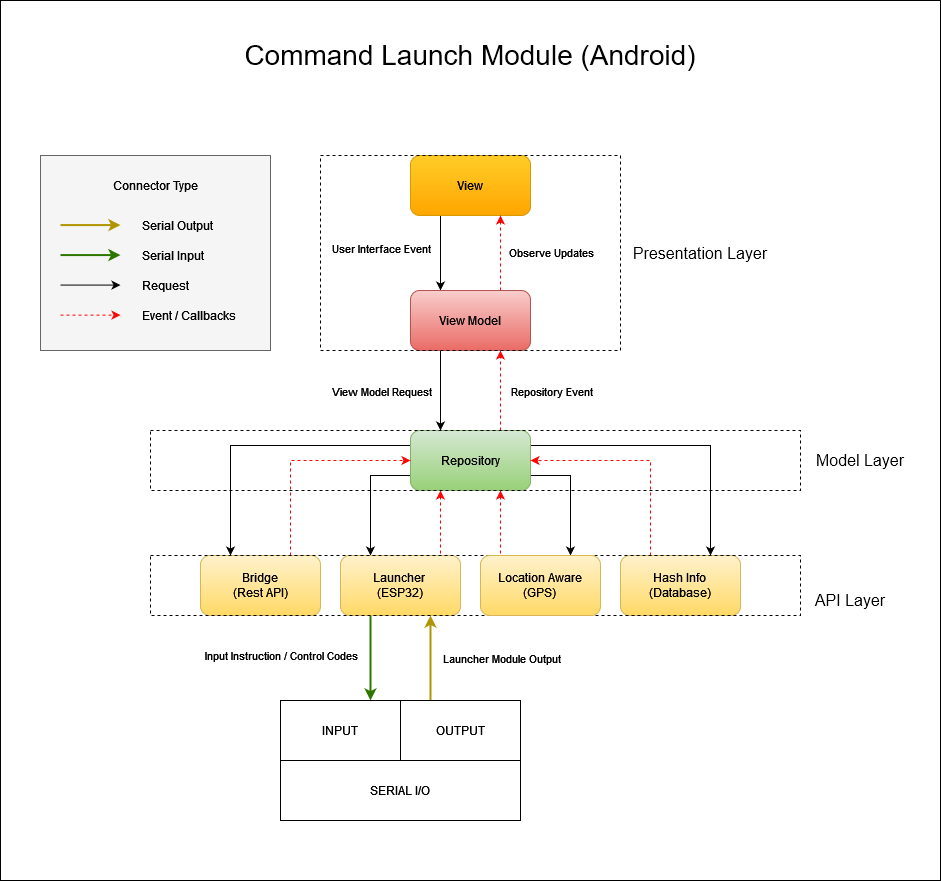 Command Launch Module (Android)
Connector Type
Serial Output
Serial Input
Request
Event / Callbacks
View
User Interface Event
Observe Updates
Presentation Layer
View Model
View Model Request
Repository Event
Repository
Model Layer
Bridge
(Rest API)
Launcher
(ESP32)
Location Aware
(GPS)
Hash Info
(Database)
API Layer
Input Instruction / Control Codes
Launcher Module Output
INPUT
OUTPUT
SERIAL I/O